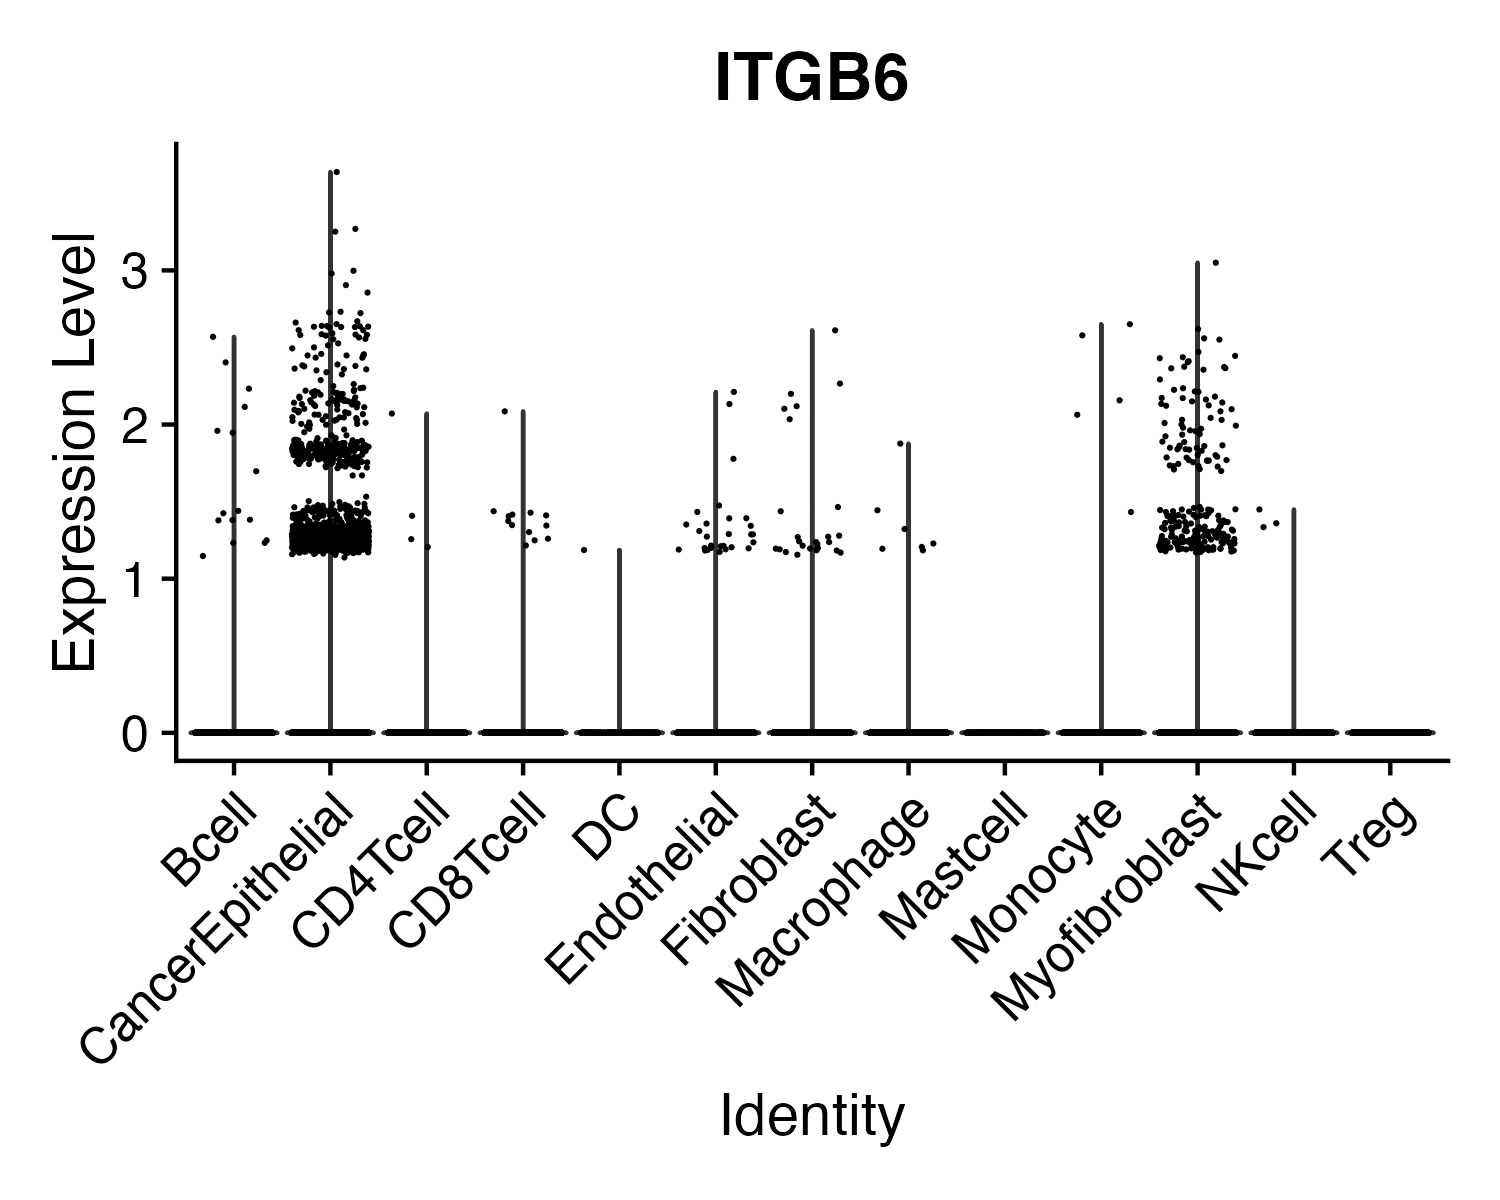 ITGB6
Expression Level
3
2
1
0
Bcell
CancerEpithelial
CD4Tcell
CD8Tcell
DC
Endothelial
Fibroblast
Macrophage
Mastcell
Monocyte
Myofibroblast
NKcell
Treg
Identity